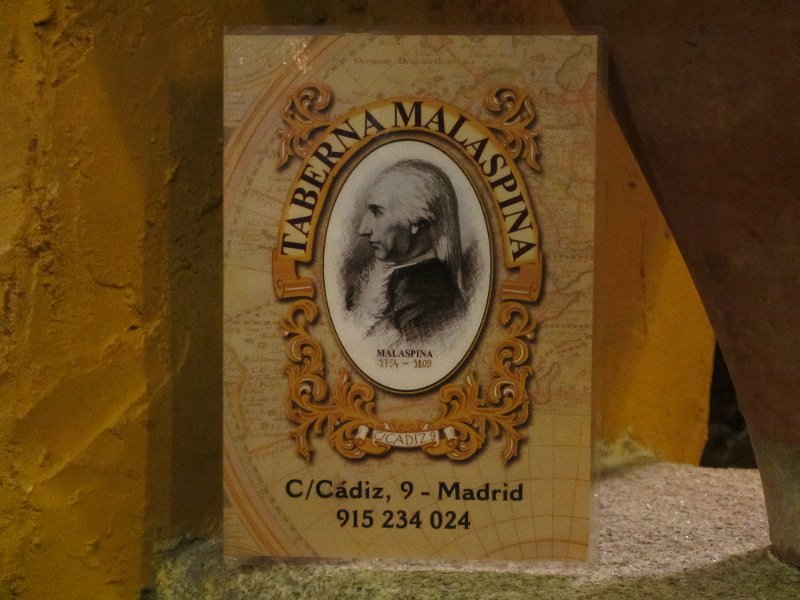 TABERNA MALASPINA
MALASPINA
1754 - 1809
C/CADIZ 9
C/Cádiz, 9 - Madrid
915 234 024